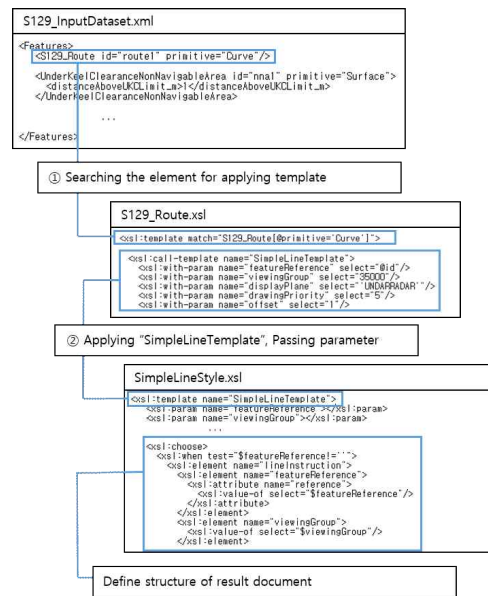 S129_InputDataset.xml
<Features>
<S129_Route id="route1" primitive="Curve"/>
<UnderKeelClearanceNonNavigableArea id="nna1" primitive="Surface">
<distanceAboveUKCLimit_m>1</distanceAboveUKCLimit_m>
</UnderKeelClearanceNonNavigableArea>
...
</Features>
① Searching the element for applying template
S129_Route.xsl
<xsl:template match="S129_Route[@primitive='Curve']">
<xsl:call-template name="SimpleLineTemplate">
<xsl:with-param name="featureReference" select="@id"/>
<xsl:with-param name="viewingGroup" select="35000"/>
<xsl:with-param name="displayPlane" select="'UNDARRADAR'"/>
<xsl:with-param name="drawingPriority" select="5"/>
<xsl:with-param name="offset" select="1"/>
② Applying "SimpleLineTemplate", Passing parameter
SimpleLineStyle.xsl
<xsl:template name="SimpleLineTemplate">
<xsl:param name="featureReference"></xsl:param>
<xsl:param name="viewingGroup"></xsl:param>
...
<xsl:choose>
<xsl:when test="$featureReference!=''">
<xsl:element name="lineInstruction">
<xsl:element name="featureReference">
<xsl:attribute name="reference">
<xsl:value-of select="$featureReference"/>
</xsl:attribute>
</xsl:element>
<xsl:element name="viewingGroup">
<xsl:value-of select="$viewingGroup"/>
</xsl:element>
Define structure of result document